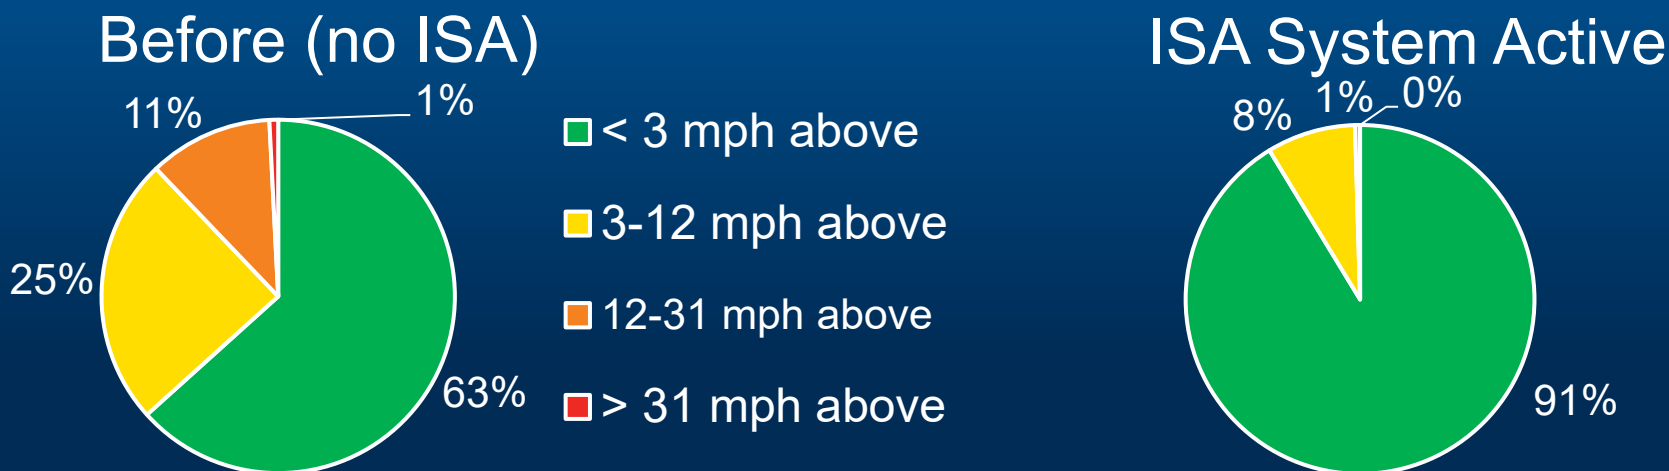 Before (no ISA)
11%
1%
25%
63%
< 3 mph above
3-12 mph above
12-31 mph above
> 31 mph above
ISA System Active
8%
1%
0%
91%